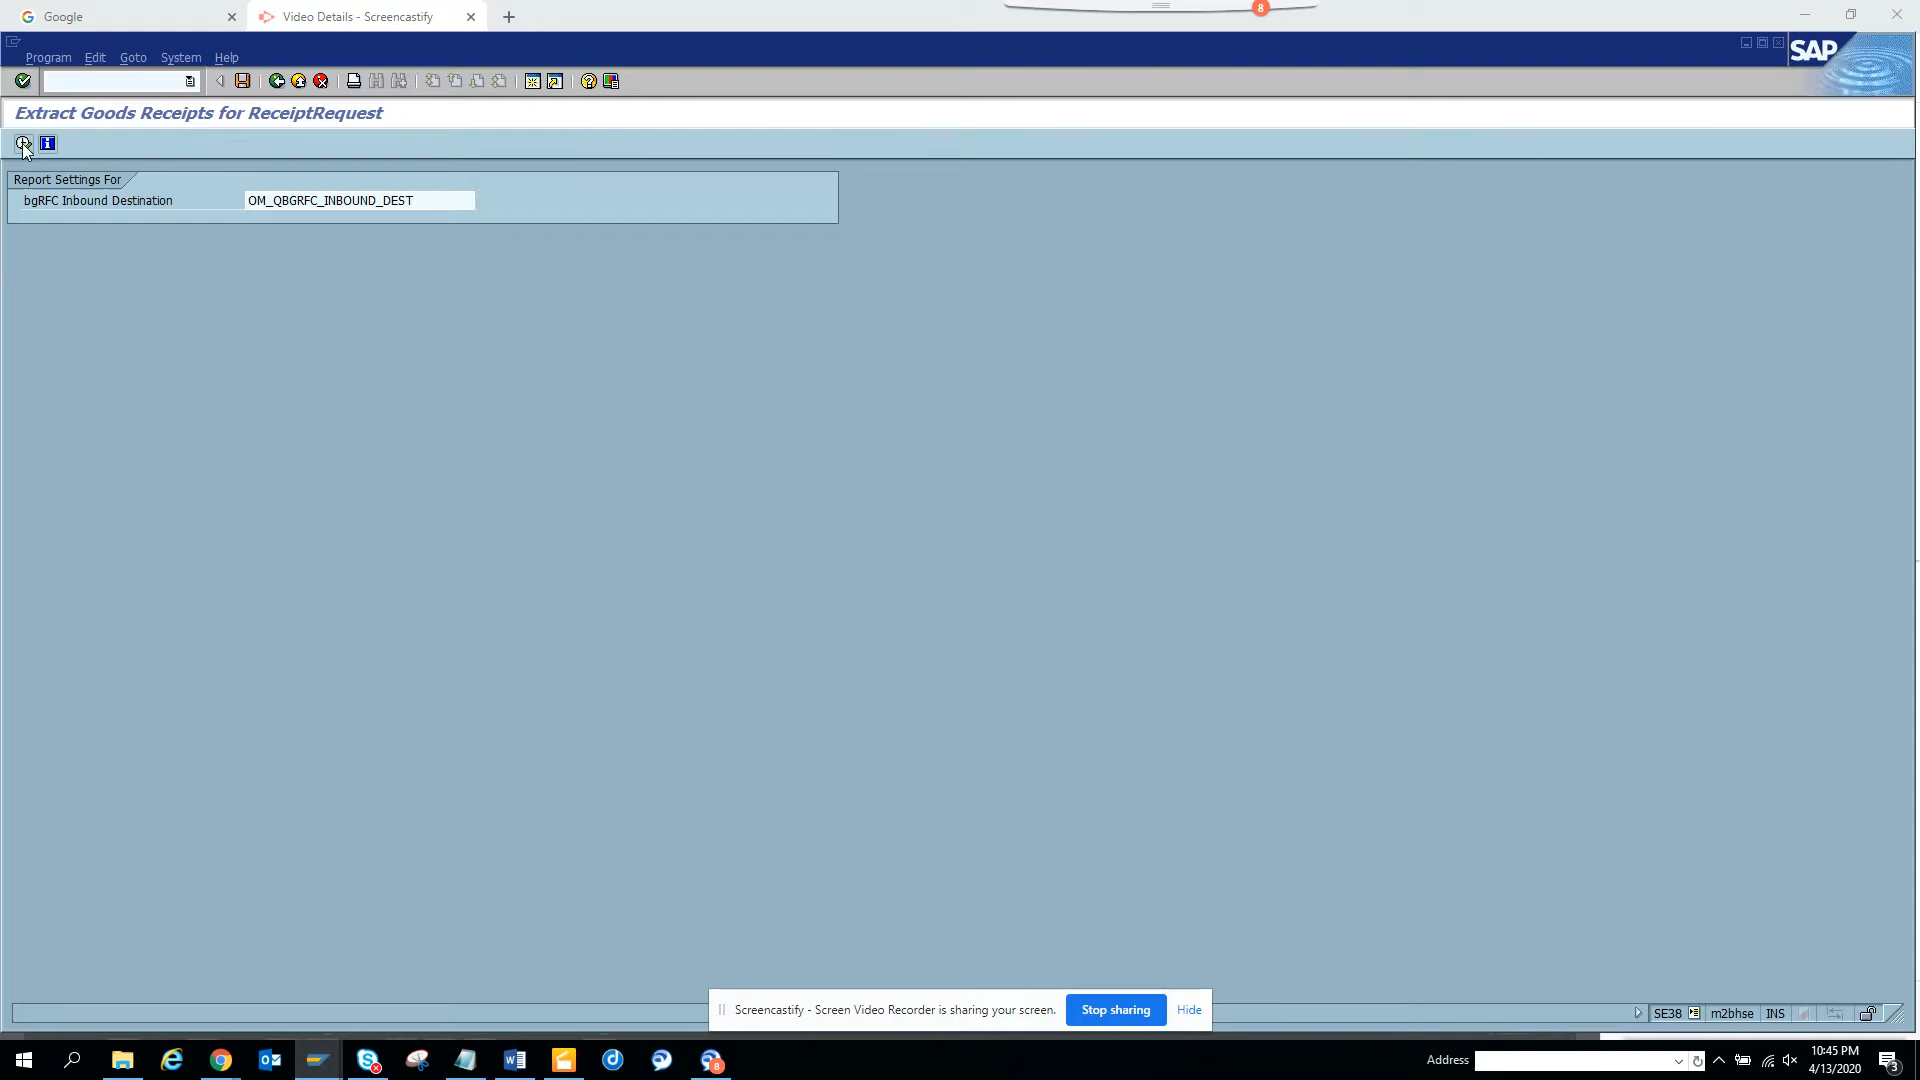 Google
Video Details - Screencastify
8
Program Edit Goto System Help
SAP
Extract Goods Receipts for ReceiptRequest
Report Settings For
bgRFC Inbound Destination OM_QBGRFC_INBOUND_DEST
Screencastify - Screen Video Recorder is sharing your screen. Stop sharing Hide
SE38 m2bhse INS
8
Address
10:45 PM
4/13/2020
3